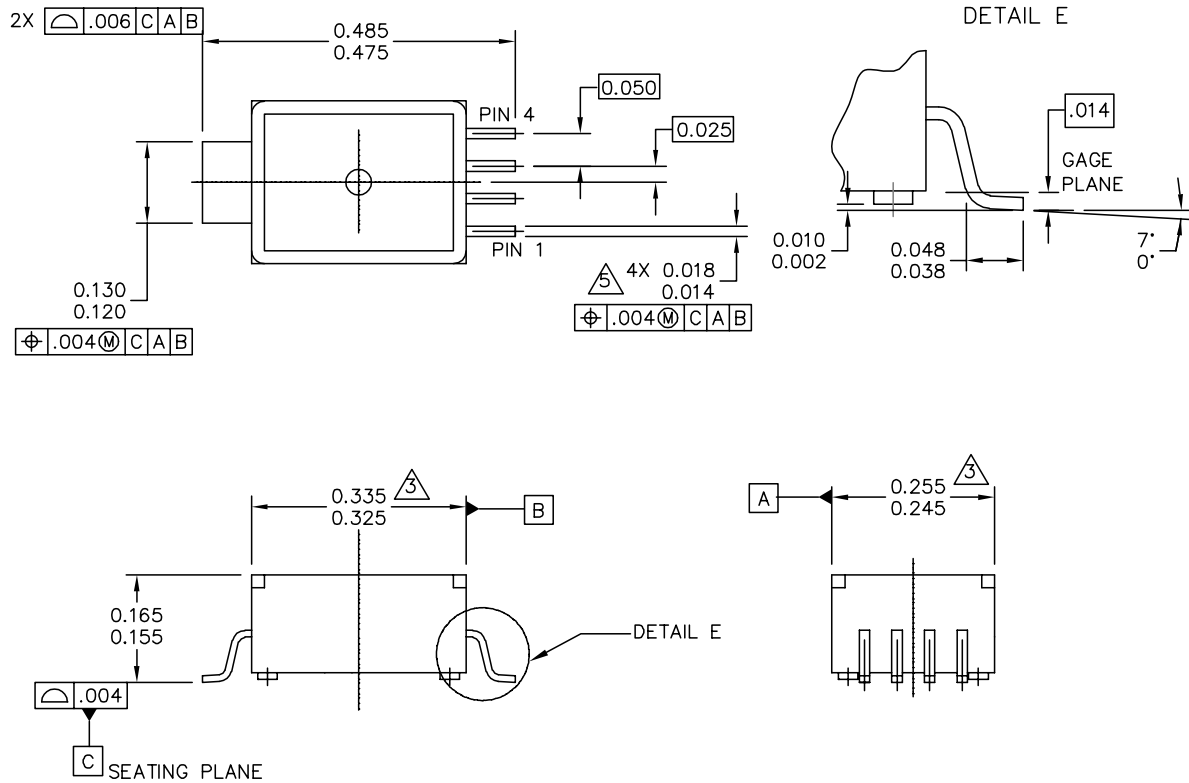 2X ⌓ .006 C A B
0.485
0.475
DETAIL E
PIN 4
0.050
0.025
.014
GAGE
PLANE
PIN 1
0.130
0.120
⌖ .004 Ⓜ C A B
5
4X 0.018
0.014
⌖ .004 Ⓜ C A B
0.010
0.002
0.048
0.038
7°
0°
0.335
0.325
3
B
A
0.255
0.245
3
0.165
0.155
DETAIL E
⌓ .004
C
SEATING PLANE